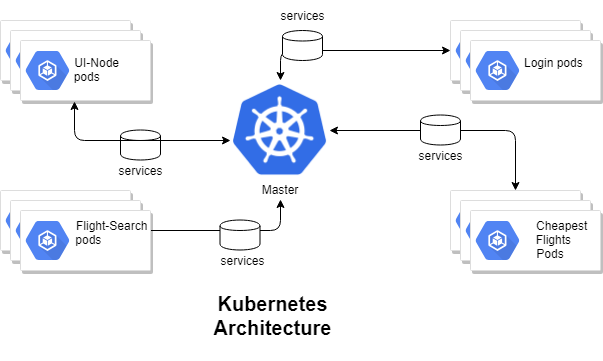 services
UI-Node
pods
Login pods
services
services
Master
Flight-Search
pods
services
Cheapest
Flights
Pods
Kubernetes
Architecture